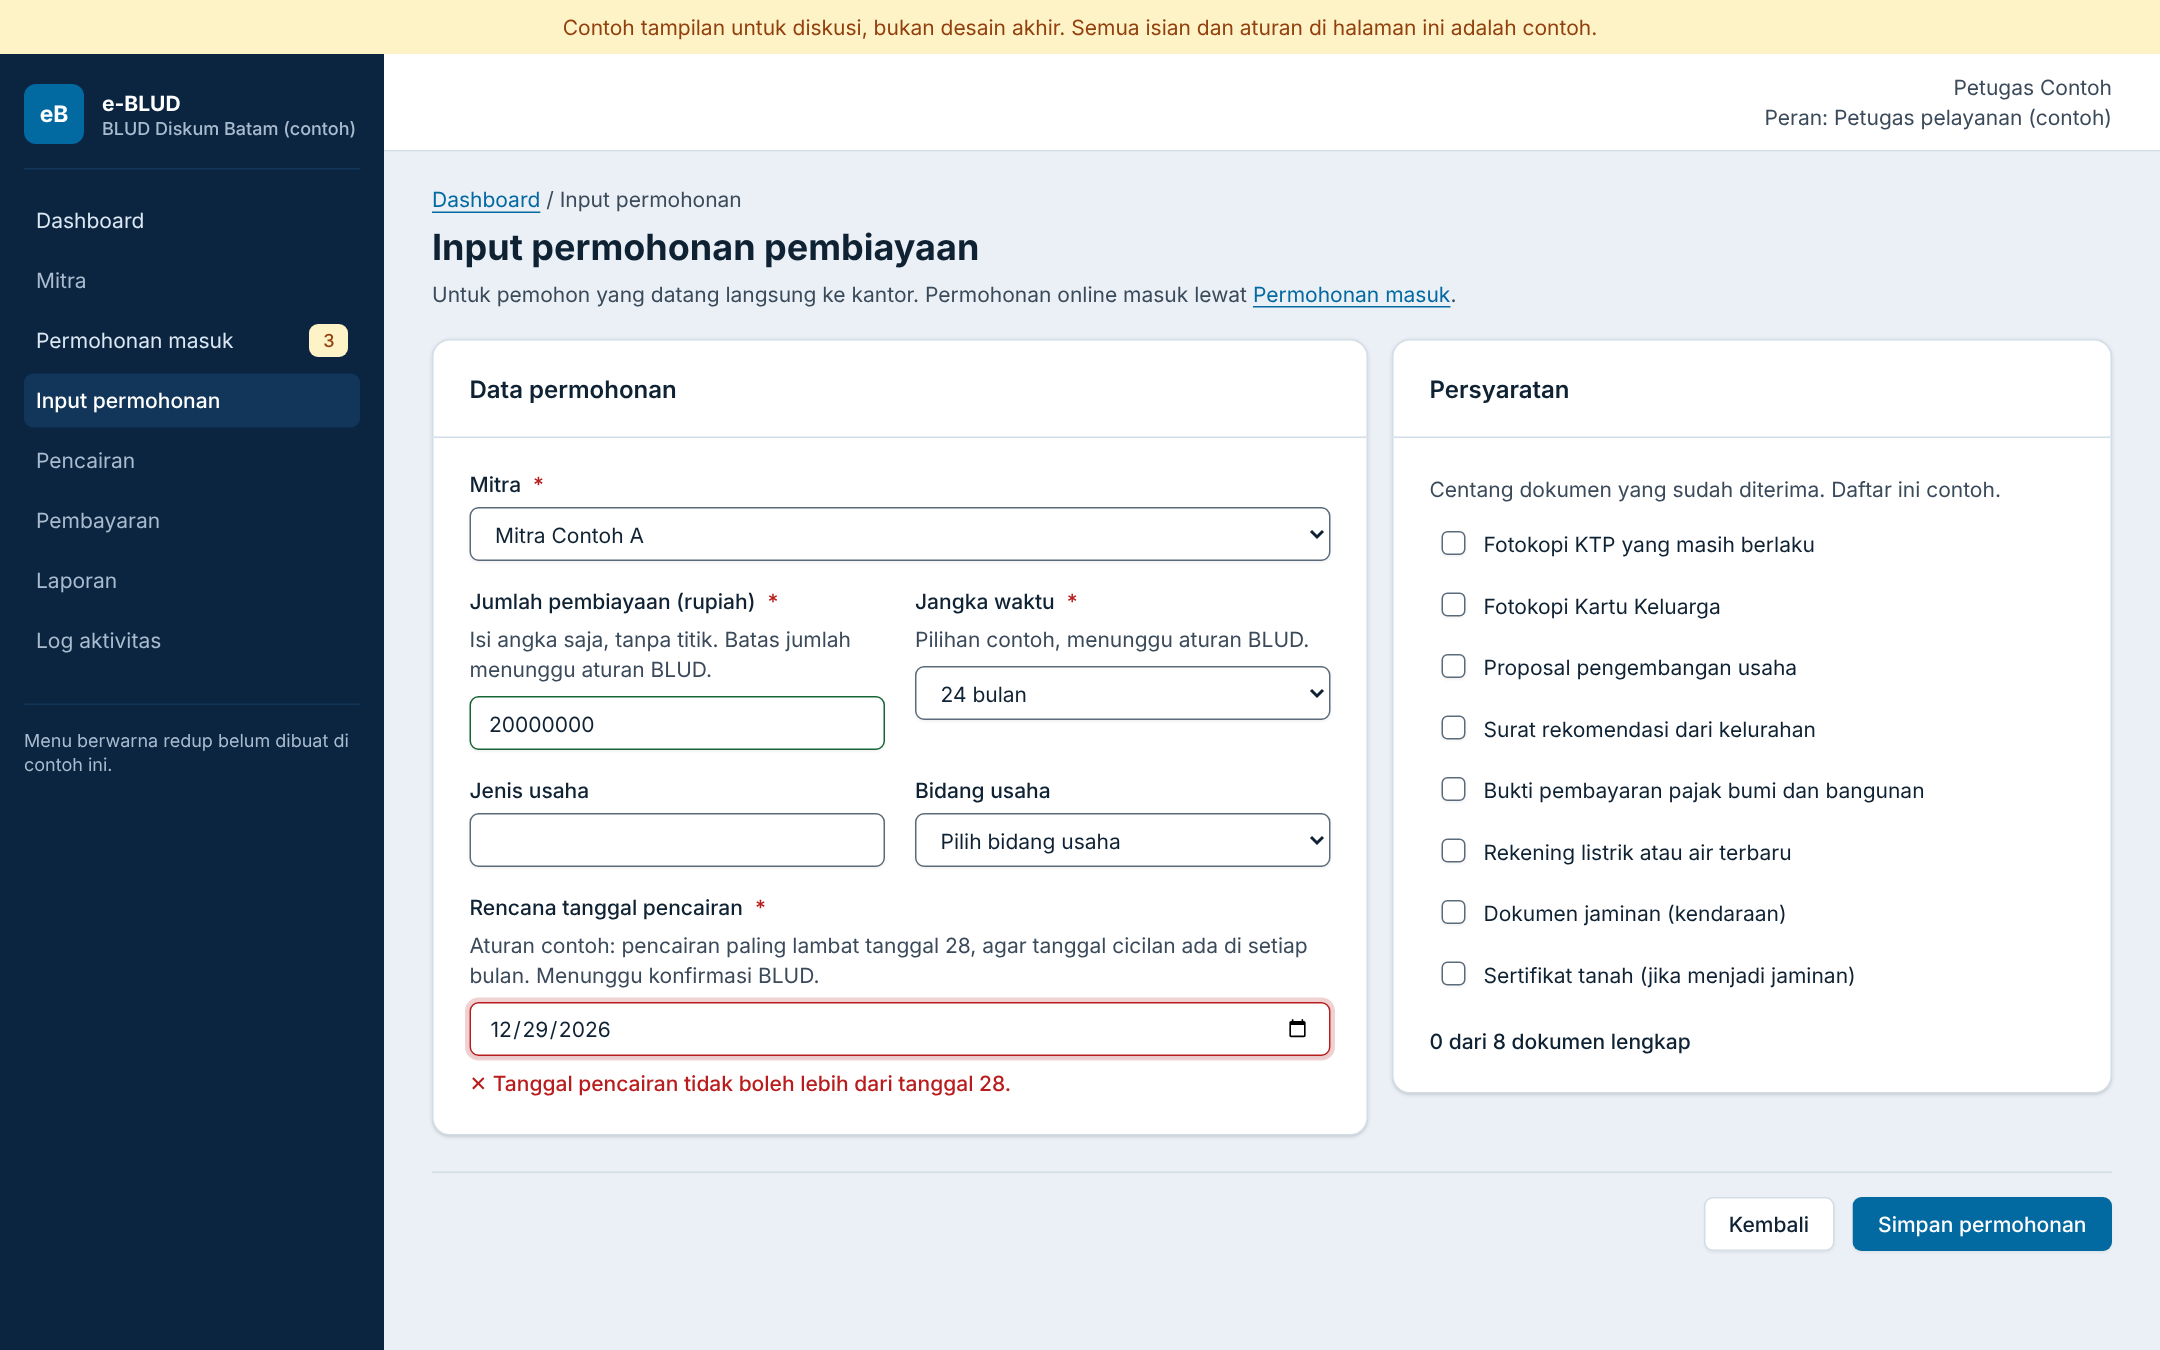 Contoh tampilan untuk diskusi, bukan desain akhir. Semua isian dan aturan di halaman ini adalah contoh.
eB
e-BLUD
BLUD Diskum Batam (contoh)
Dashboard
Mitra
Permohonan masuk
3
Input permohonan
Pencairan
Pembayaran
Laporan
Log aktivitas
Menu berwarna redup belum dibuat di
contoh ini.
Petugas Contoh
Peran: Petugas pelayanan (contoh)
Dashboard / Input permohonan
Input permohonan pembiayaan
Untuk pemohon yang datang langsung ke kantor. Permohonan online masuk lewat Permohonan masuk.
Data permohonan
Mitra *
Mitra Contoh A
Jumlah pembiayaan (rupiah) *
Isi angka saja, tanpa titik. Batas jumlah
menunggu aturan BLUD.
20000000
Jangka waktu *
Pilihan contoh, menunggu aturan BLUD.
24 bulan
Jenis usaha
Bidang usaha
Pilih bidang usaha
Rencana tanggal pencairan *
Aturan contoh: pencairan paling lambat tanggal 28, agar tanggal cicilan ada di setiap
bulan. Menunggu konfirmasi BLUD.
12/29/2026
✕ Tanggal pencairan tidak boleh lebih dari tanggal 28.
Persyaratan
Centang dokumen yang sudah diterima. Daftar ini contoh.
Fotokopi KTP yang masih berlaku
Fotokopi Kartu Keluarga
Proposal pengembangan usaha
Surat rekomendasi dari kelurahan
Bukti pembayaran pajak bumi dan bangunan
Rekening listrik atau air terbaru
Dokumen jaminan (kendaraan)
Sertifikat tanah (jika menjadi jaminan)
0 dari 8 dokumen lengkap
Kembali
Simpan permohonan